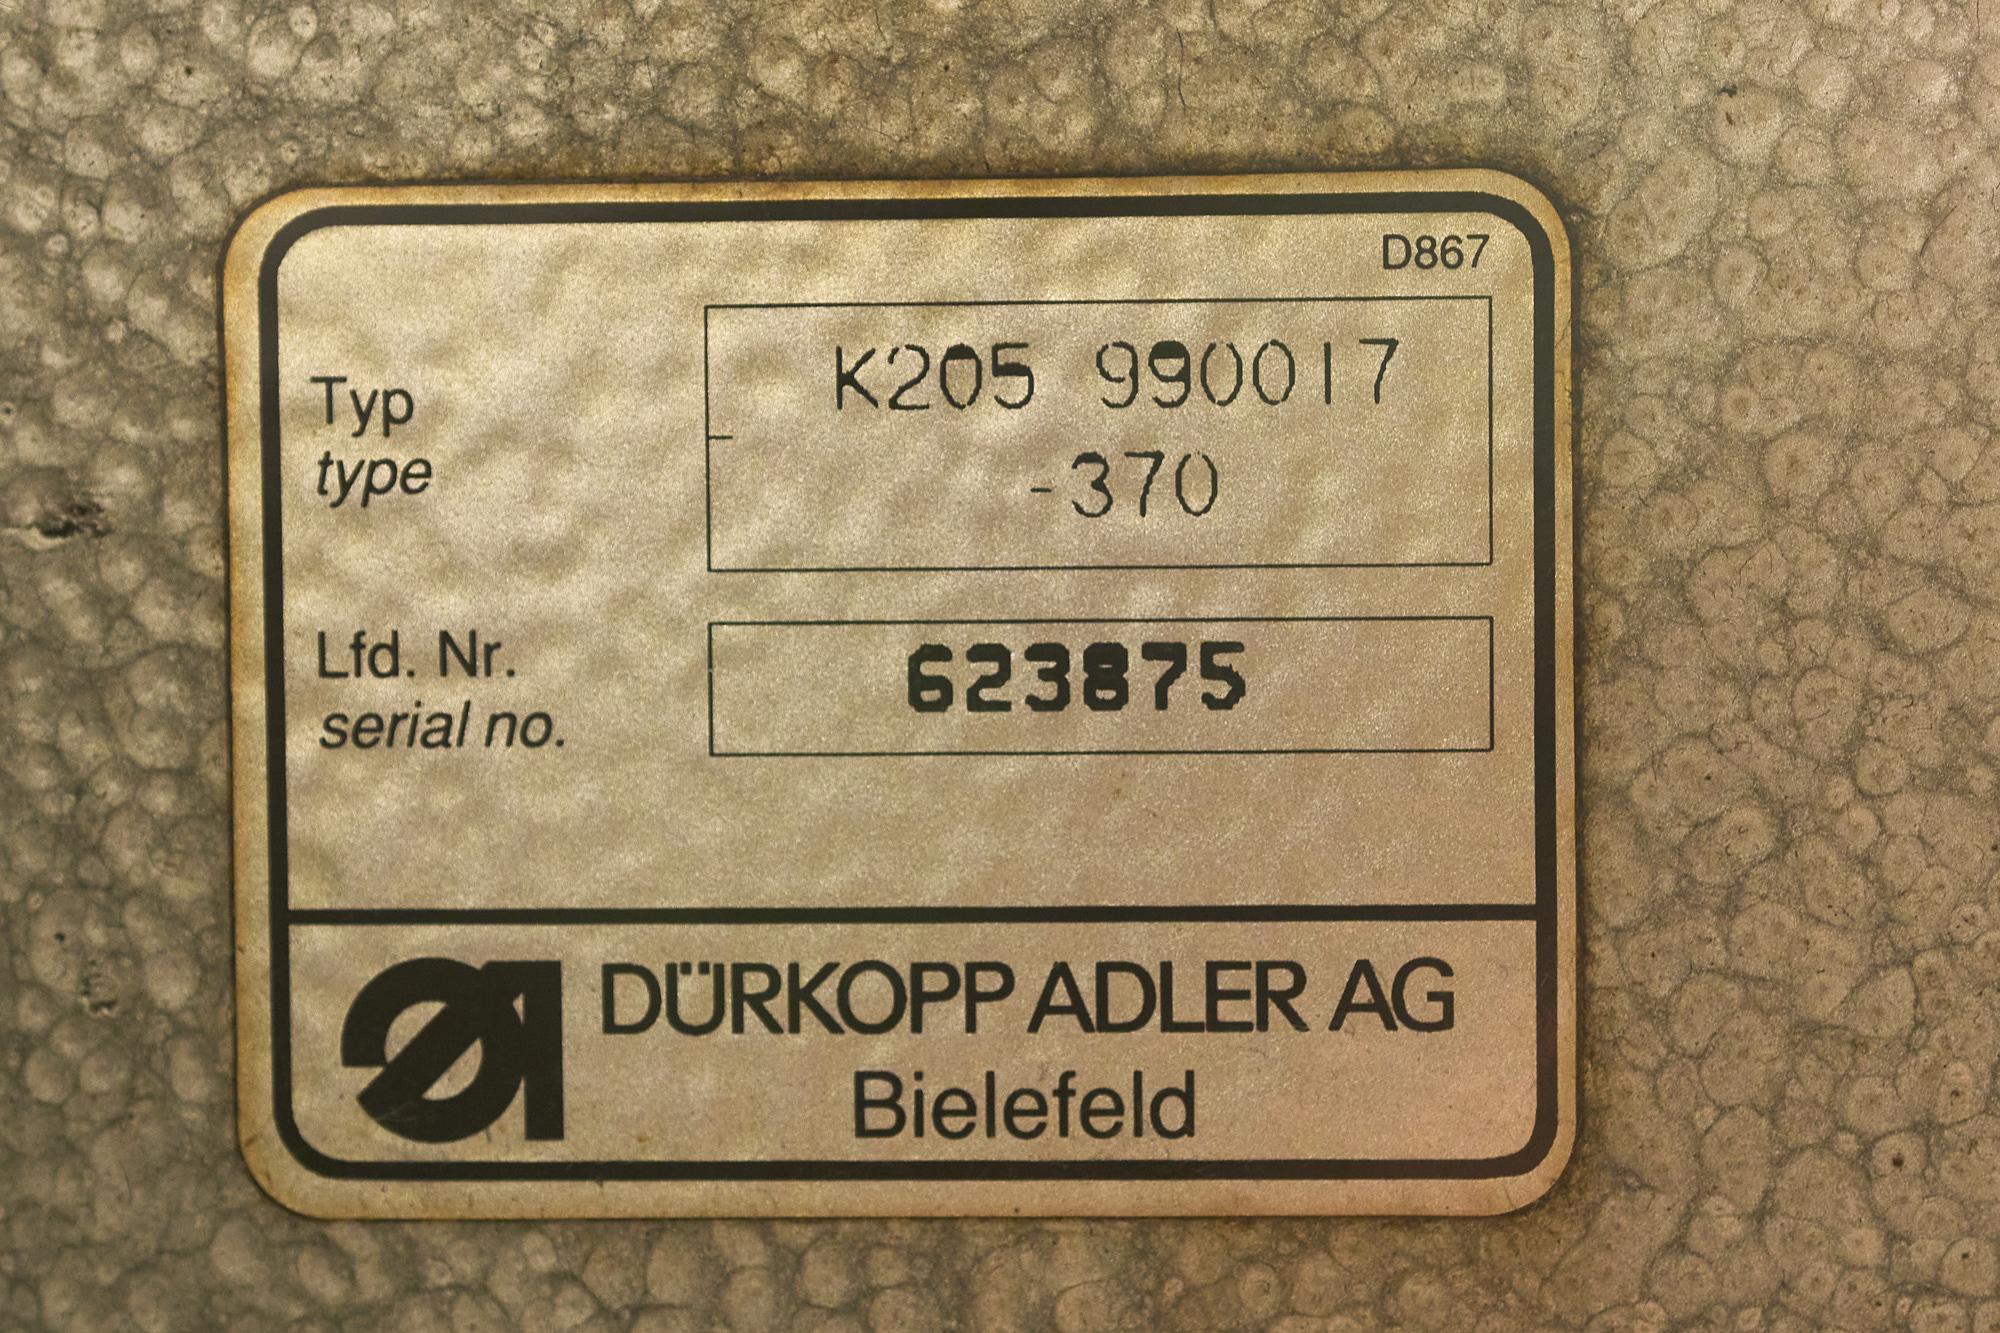 D867
Typ
type
K205 990017
-370
Lfd. Nr.
serial no.
623875
DÜRKOPP ADLER AG
Bielefeld